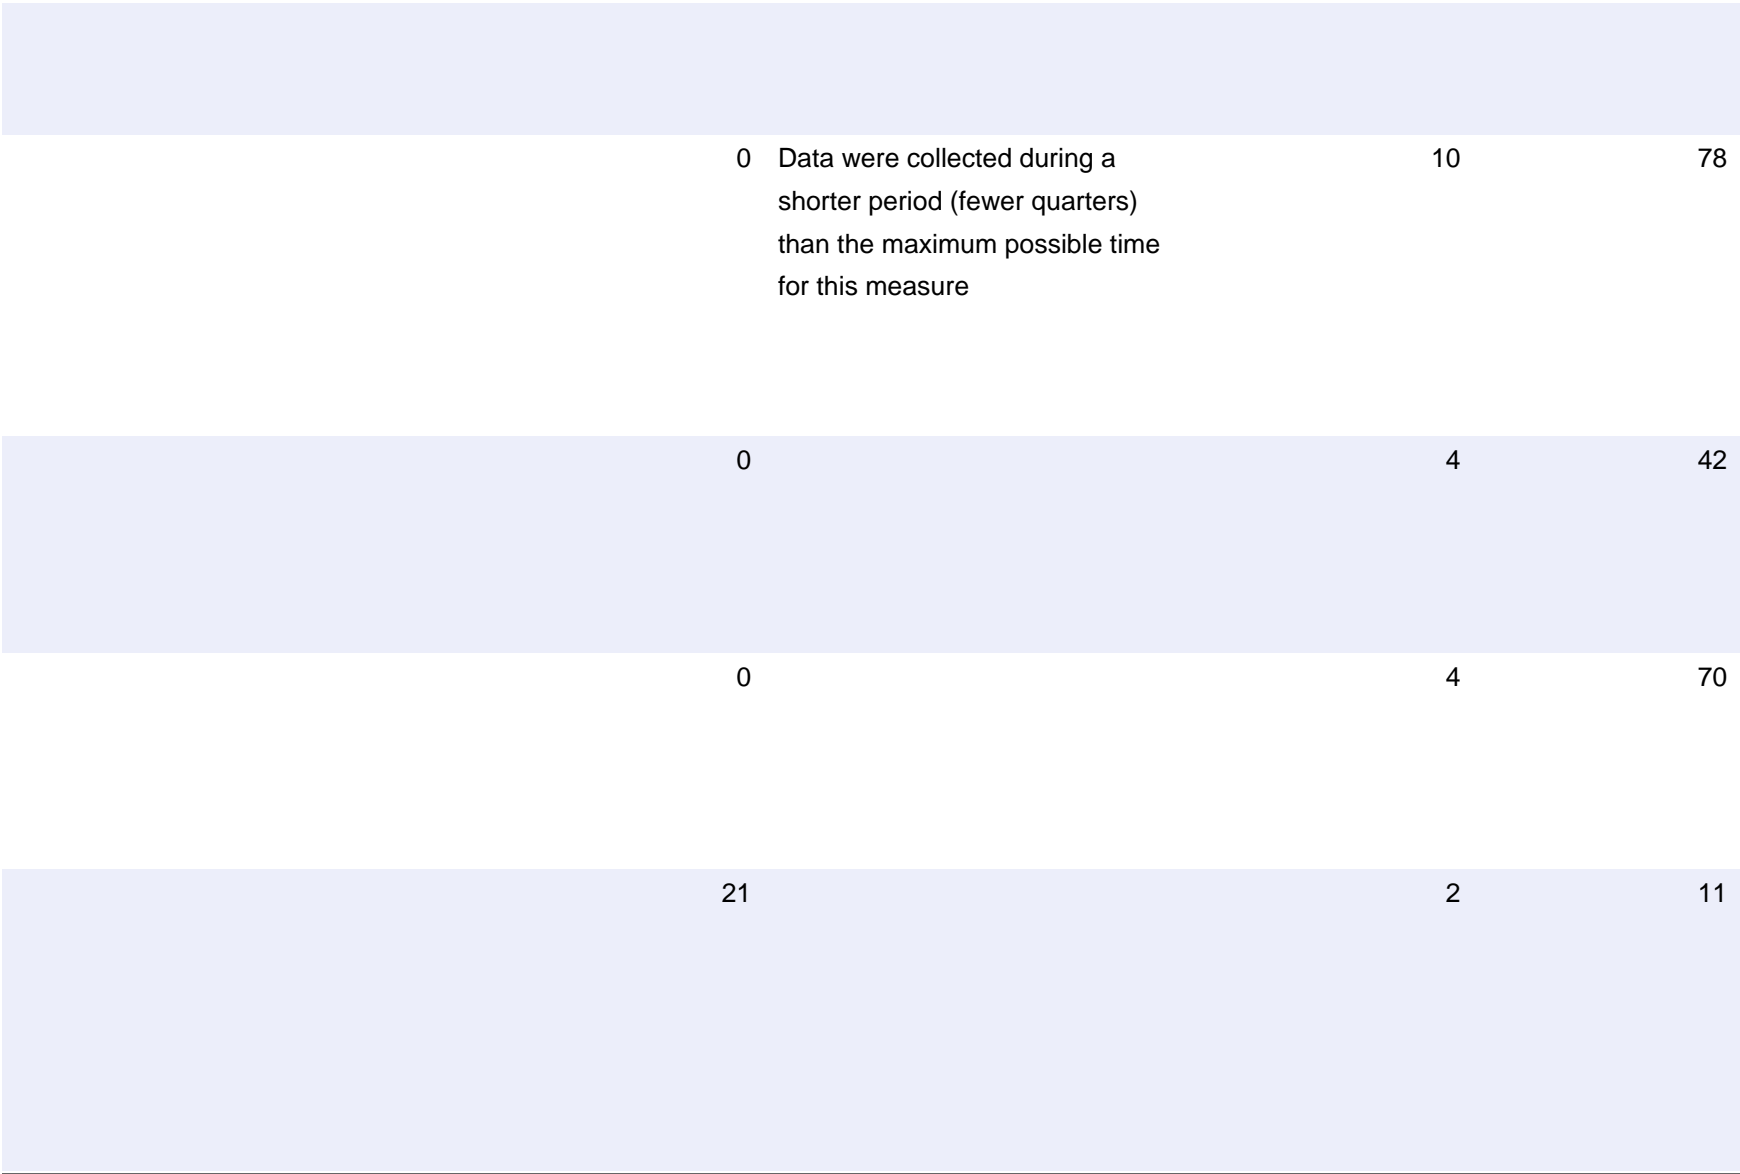 0 Data were collected during a 10 78
shorter period (fewer quarters)
than the maximum possible time
for this measure
0 4 42
0 4 70
21 2 11